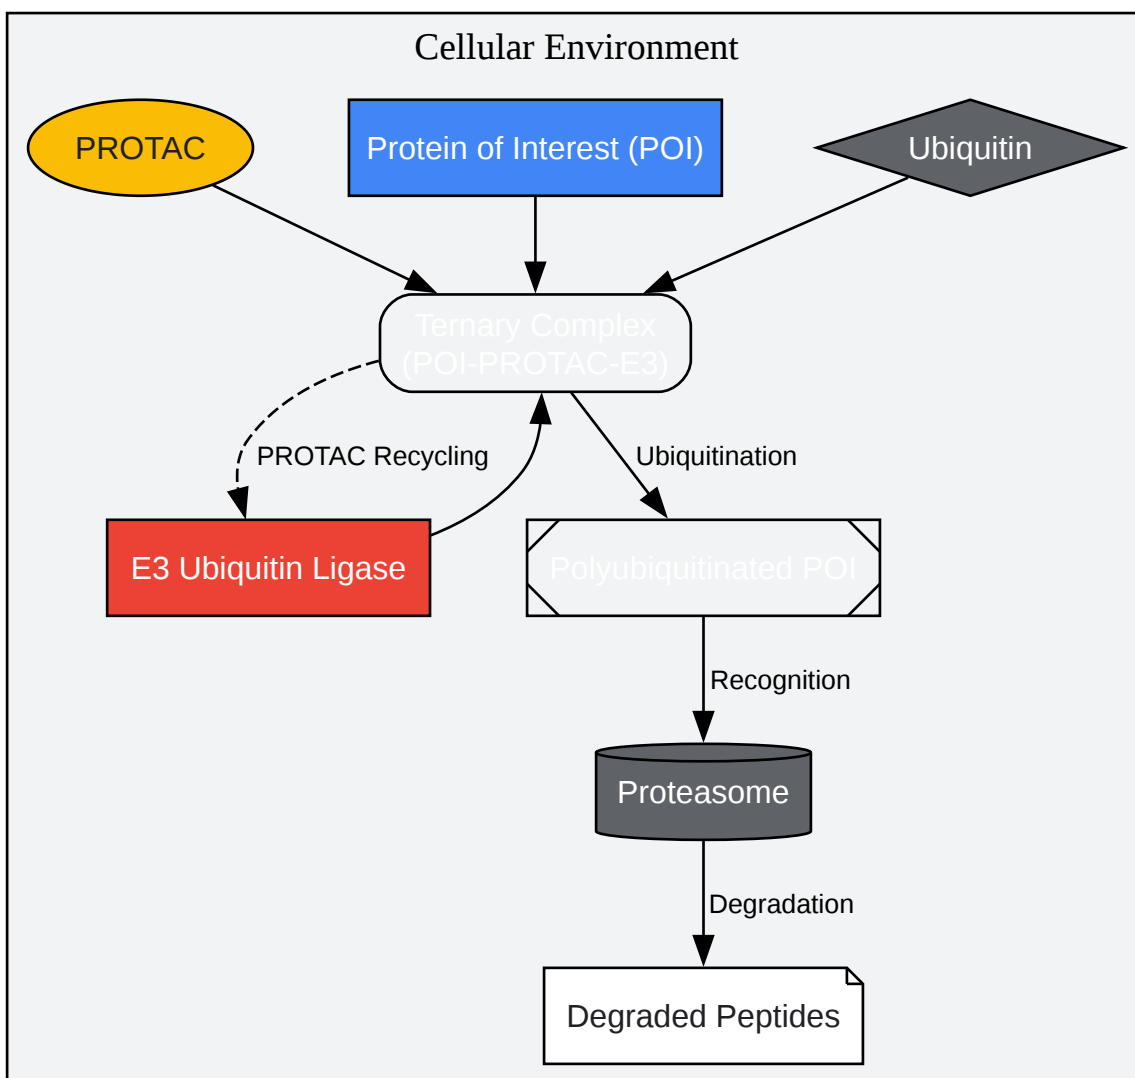 Cellular Environment
PROTAC
Protein of Interest (POI)
Ubiquitin
Ternary Complex
(POI-PROTAC-E3)
PROTAC Recycling
Ubiquitination
E3 Ubiquitin Ligase
Polyubiquitinated POI
Recognition
Proteasome
Degradation
Degraded Peptides